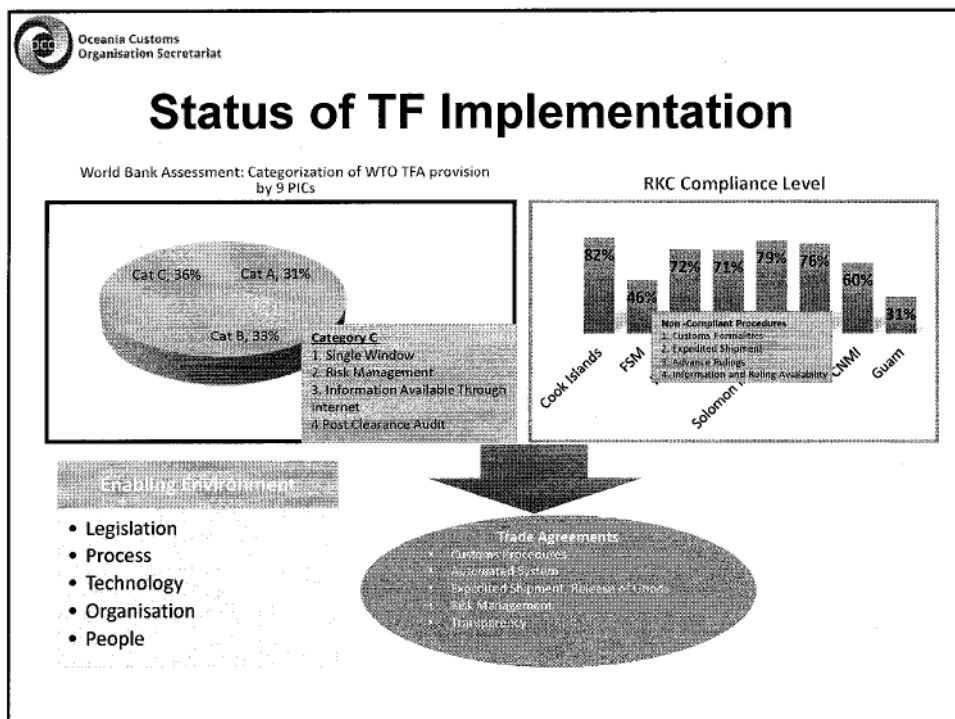 Oceania Customs
Organisation Secretariat
Status of TF Implementation
World Bank Assessment: Categorization of WTO TFA provision
by 9 PICs
Cat C, 36%
Cat A, 31%
Cat B, 33%
Category C
1. Single Window
2. Risk Management
3. Information Available Through
Internet
4 Post Clearance Audit
RKC Compliance Level
82%
46%
72%
71%
79%
76%
60%
31%
Non -Compliant Procedures
1. Customs Formalities
2. Expedited Shipment
3. Advance Rulings
4. Information and Ruling Availability
Cook Islands
FSM
Solomon
CNMI
Guam
Enabling Environment
• Legislation
• Process
• Technology
• Organisation
• People
Trade Agreements
• Customs Procedures
• Automated System
• Expedited Shipment, Release of Goods
• Risk Management
• Transparency